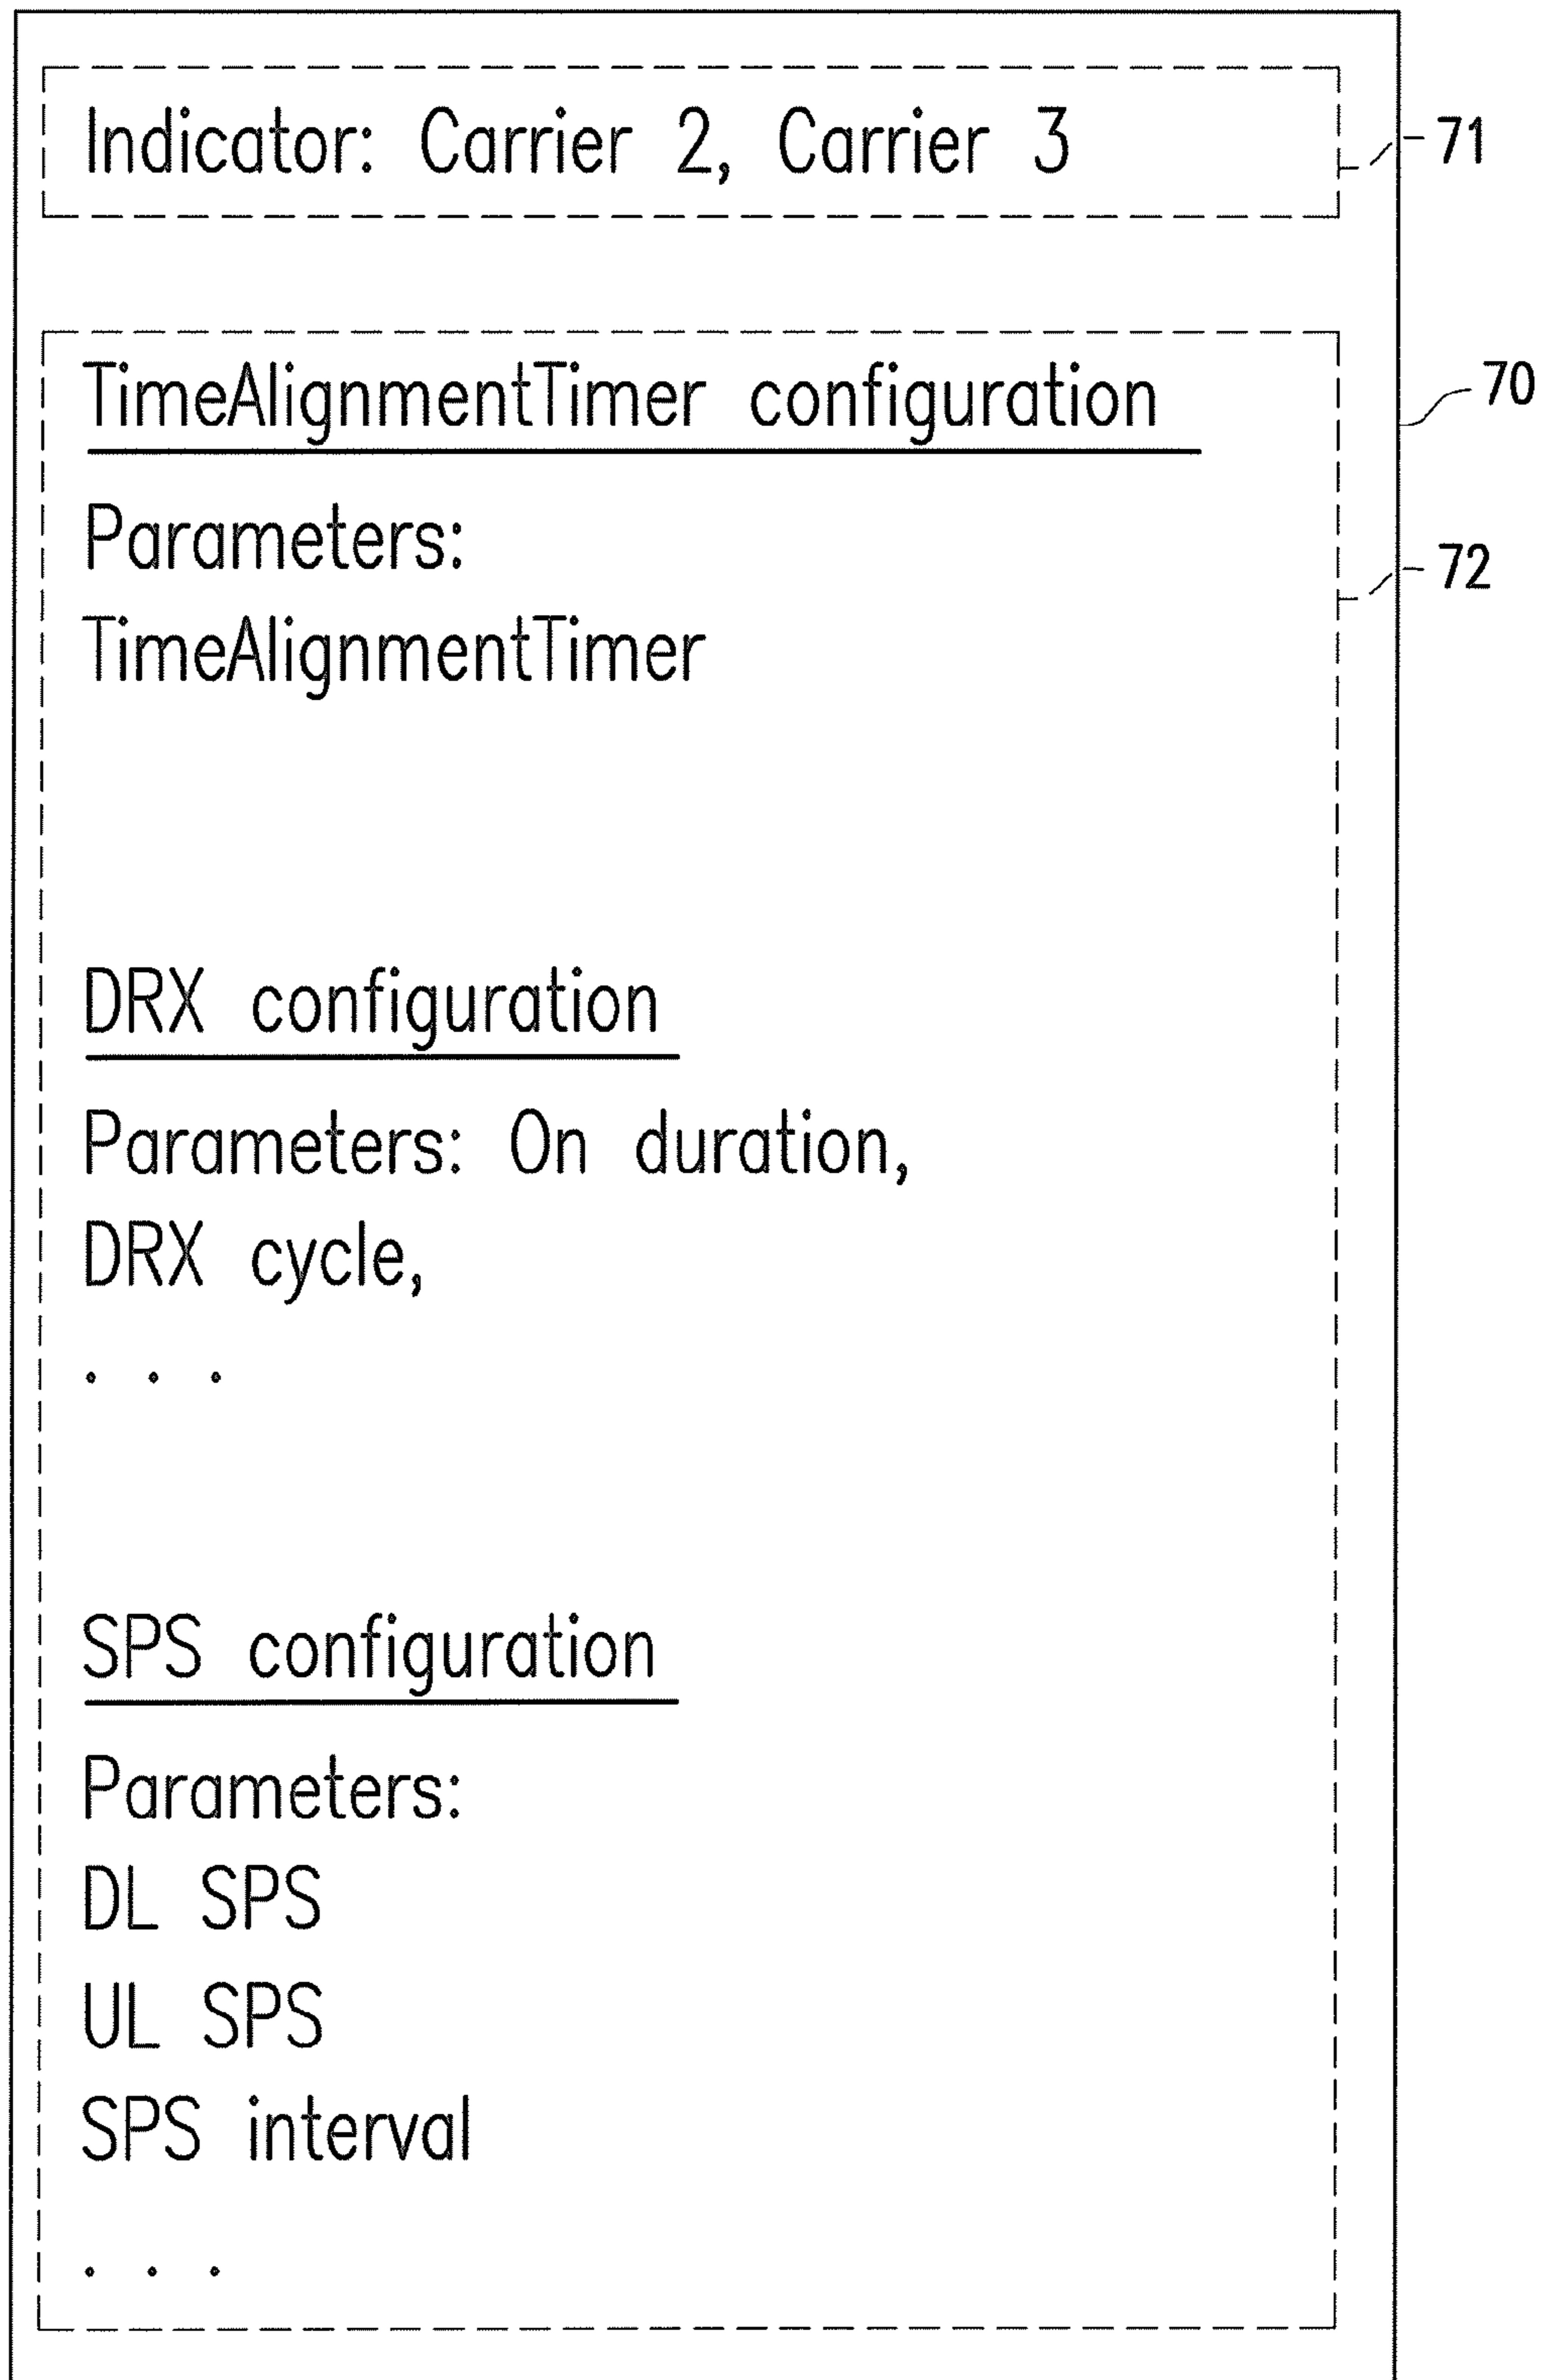 Indicator: Carrier 2, Carrier 3
71
TimeAlignmentTimer configuration
70
Parameters:
72
TimeAlignmentTimer
DRX configuration
Parameters: On duration,
DRX cycle,
. . .
SPS configuration
Parameters:
DL SPS
UL SPS
SPS interval
. . .